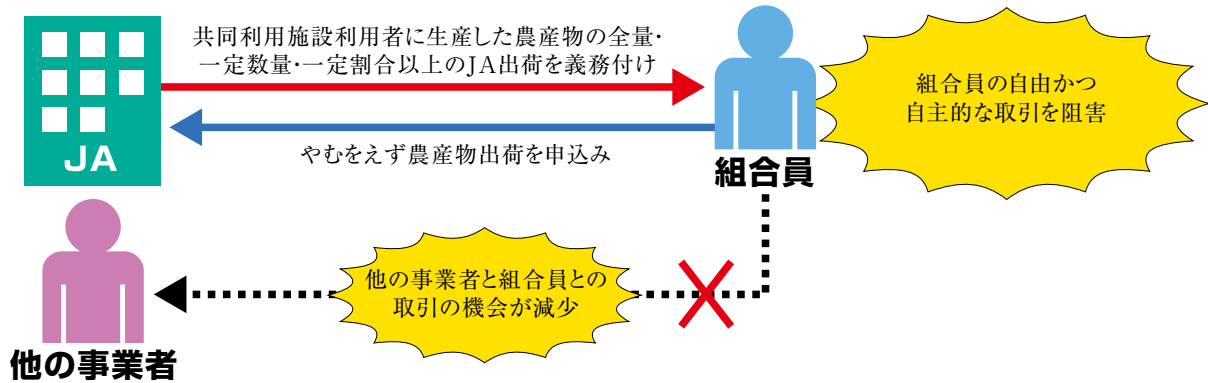 共同利用施設利用者に生産した農産物の全量・
一定数量・一定割合以上のJA出荷を義務付け
JA
やむをえず農産物出荷を申込み
組合員
組合員の自由かつ
自主的な取引を阻害
他の事業者と組合員との
取引の機会が減少
他の事業者